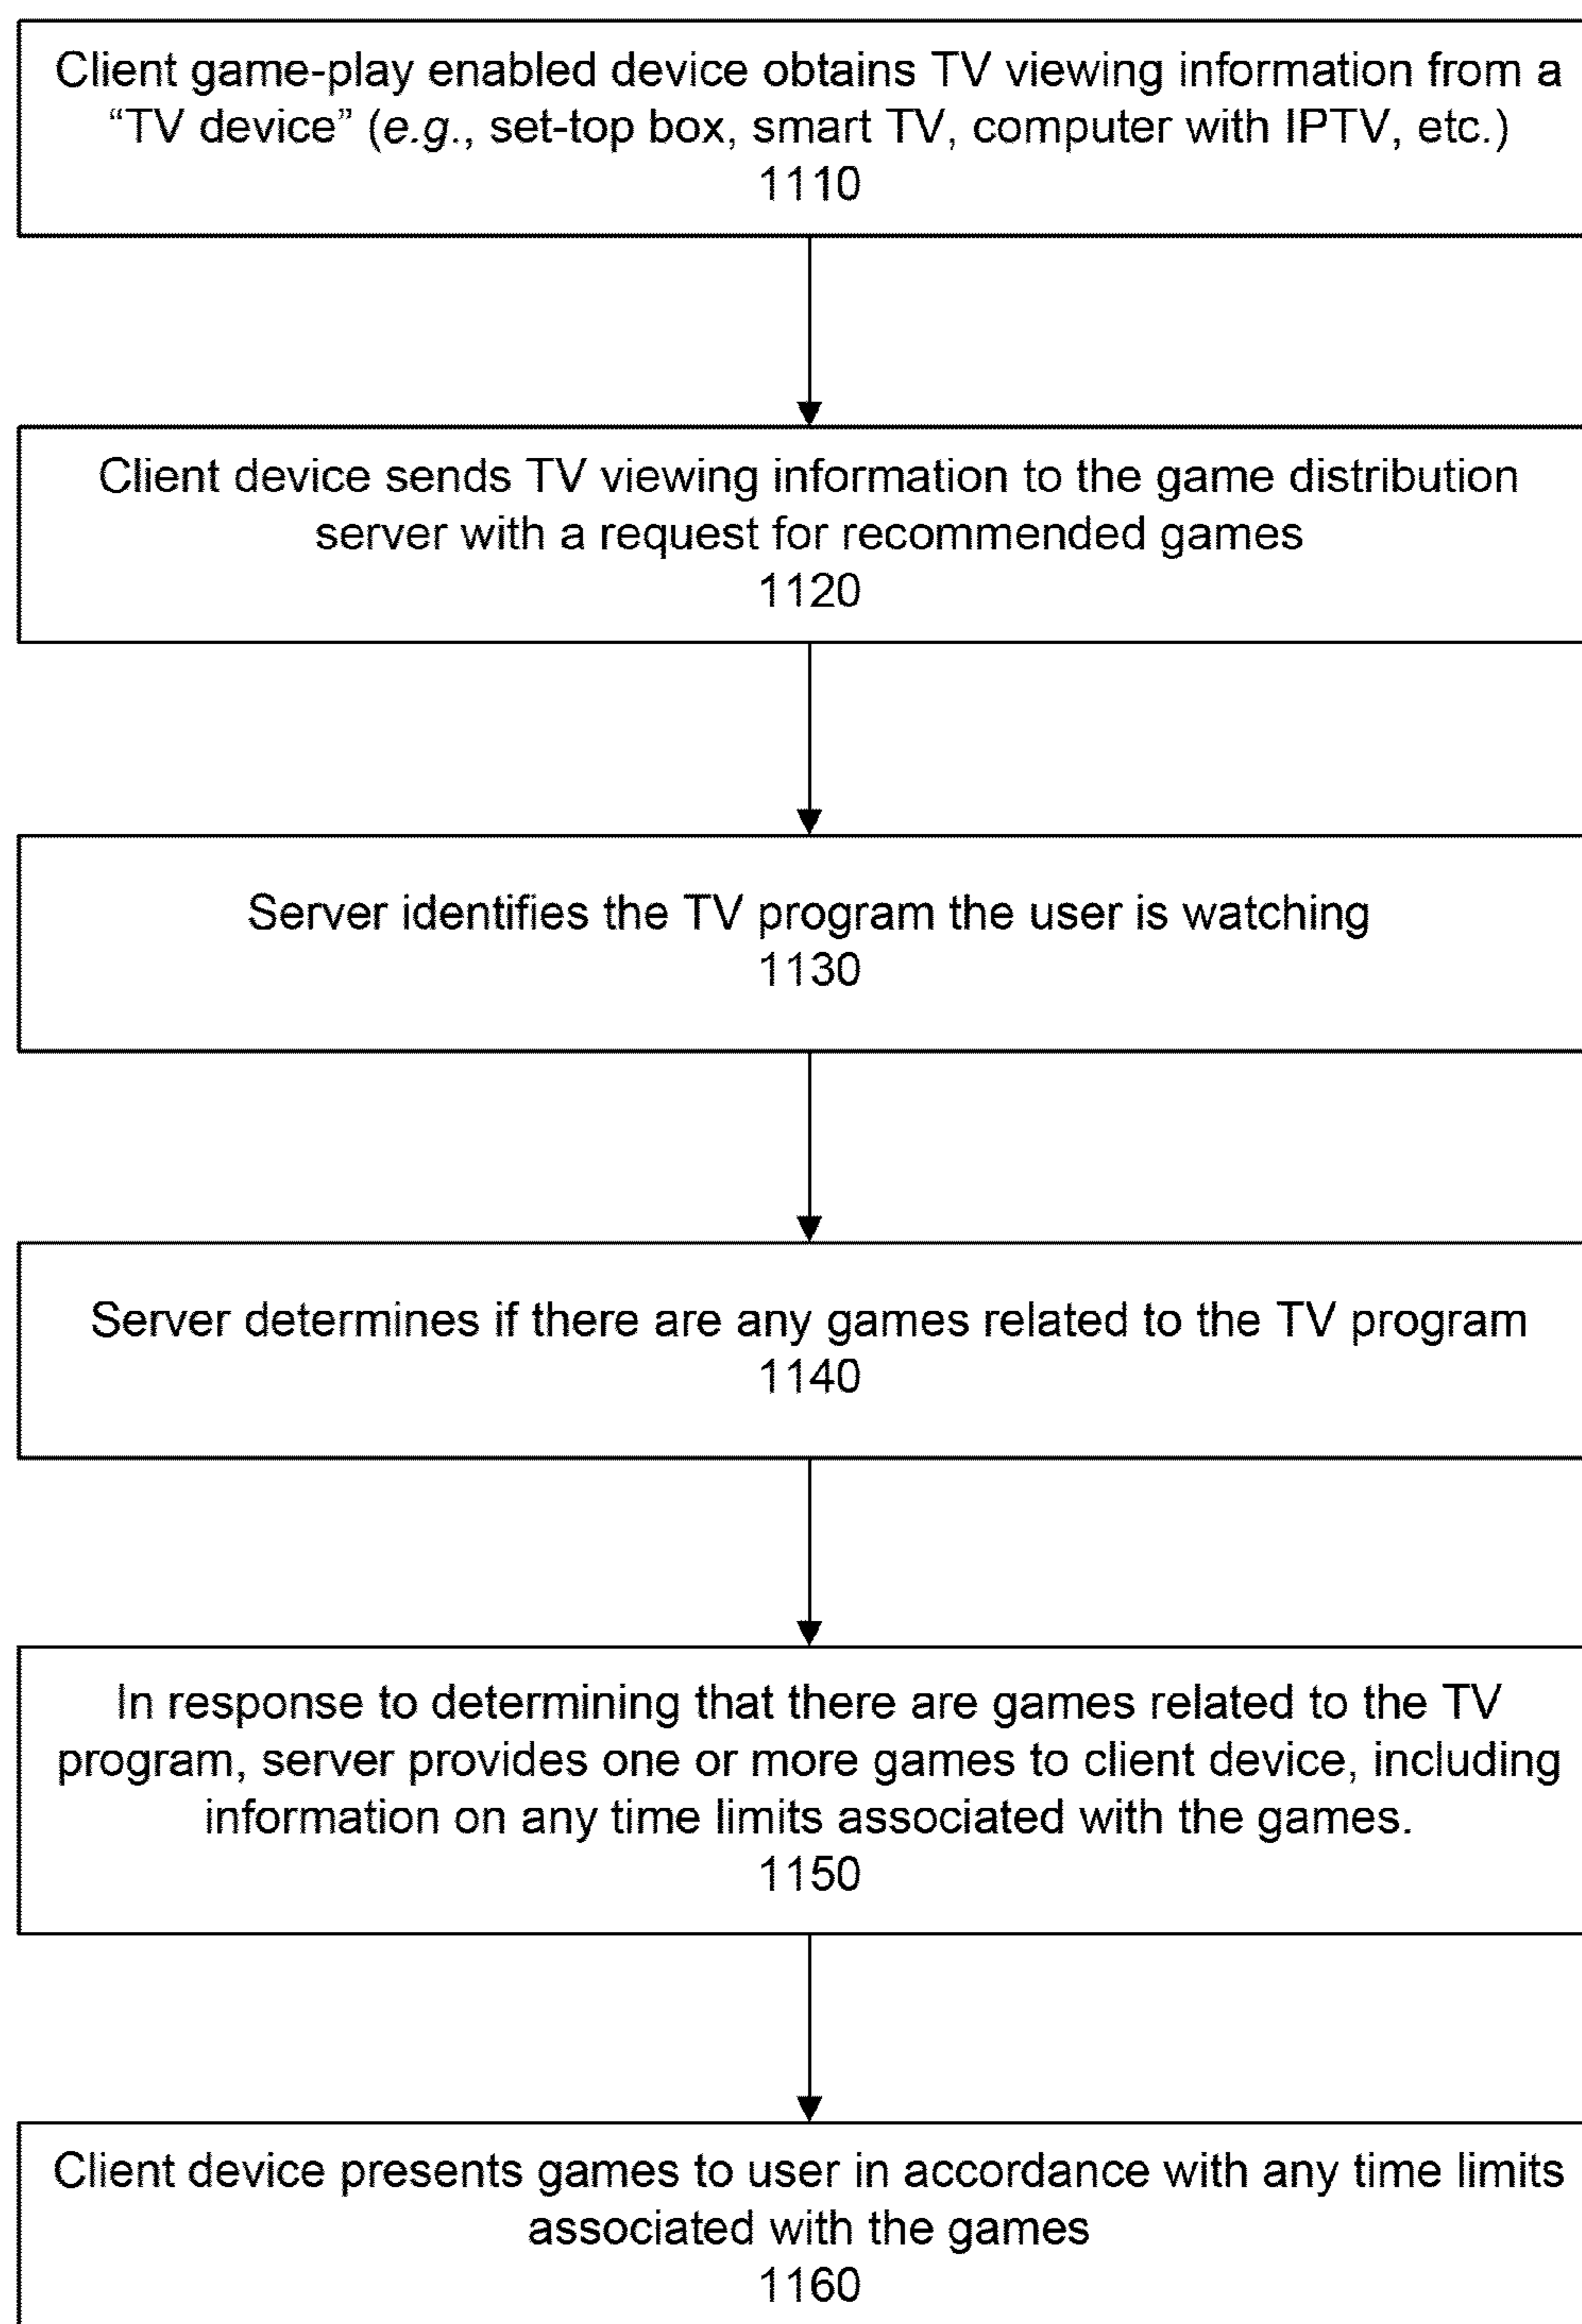 Client game-play enabled device obtains TV viewing information from a
“TV device” (e.g., set-top box, smart TV, computer with IPTV, etc.)
1110
Client device sends TV viewing information to the game distribution
server with a request for recommended games
1120
Server identifies the TV program the user is watching
1130
Server determines if there are any games related to the TV program
1140
In response to determining that there are games related to the TV
program, server provides one or more games to client device, including
information on any time limits associated with the games.
1150
Client device presents games to user in accordance with any time limits
associated with the games
1160